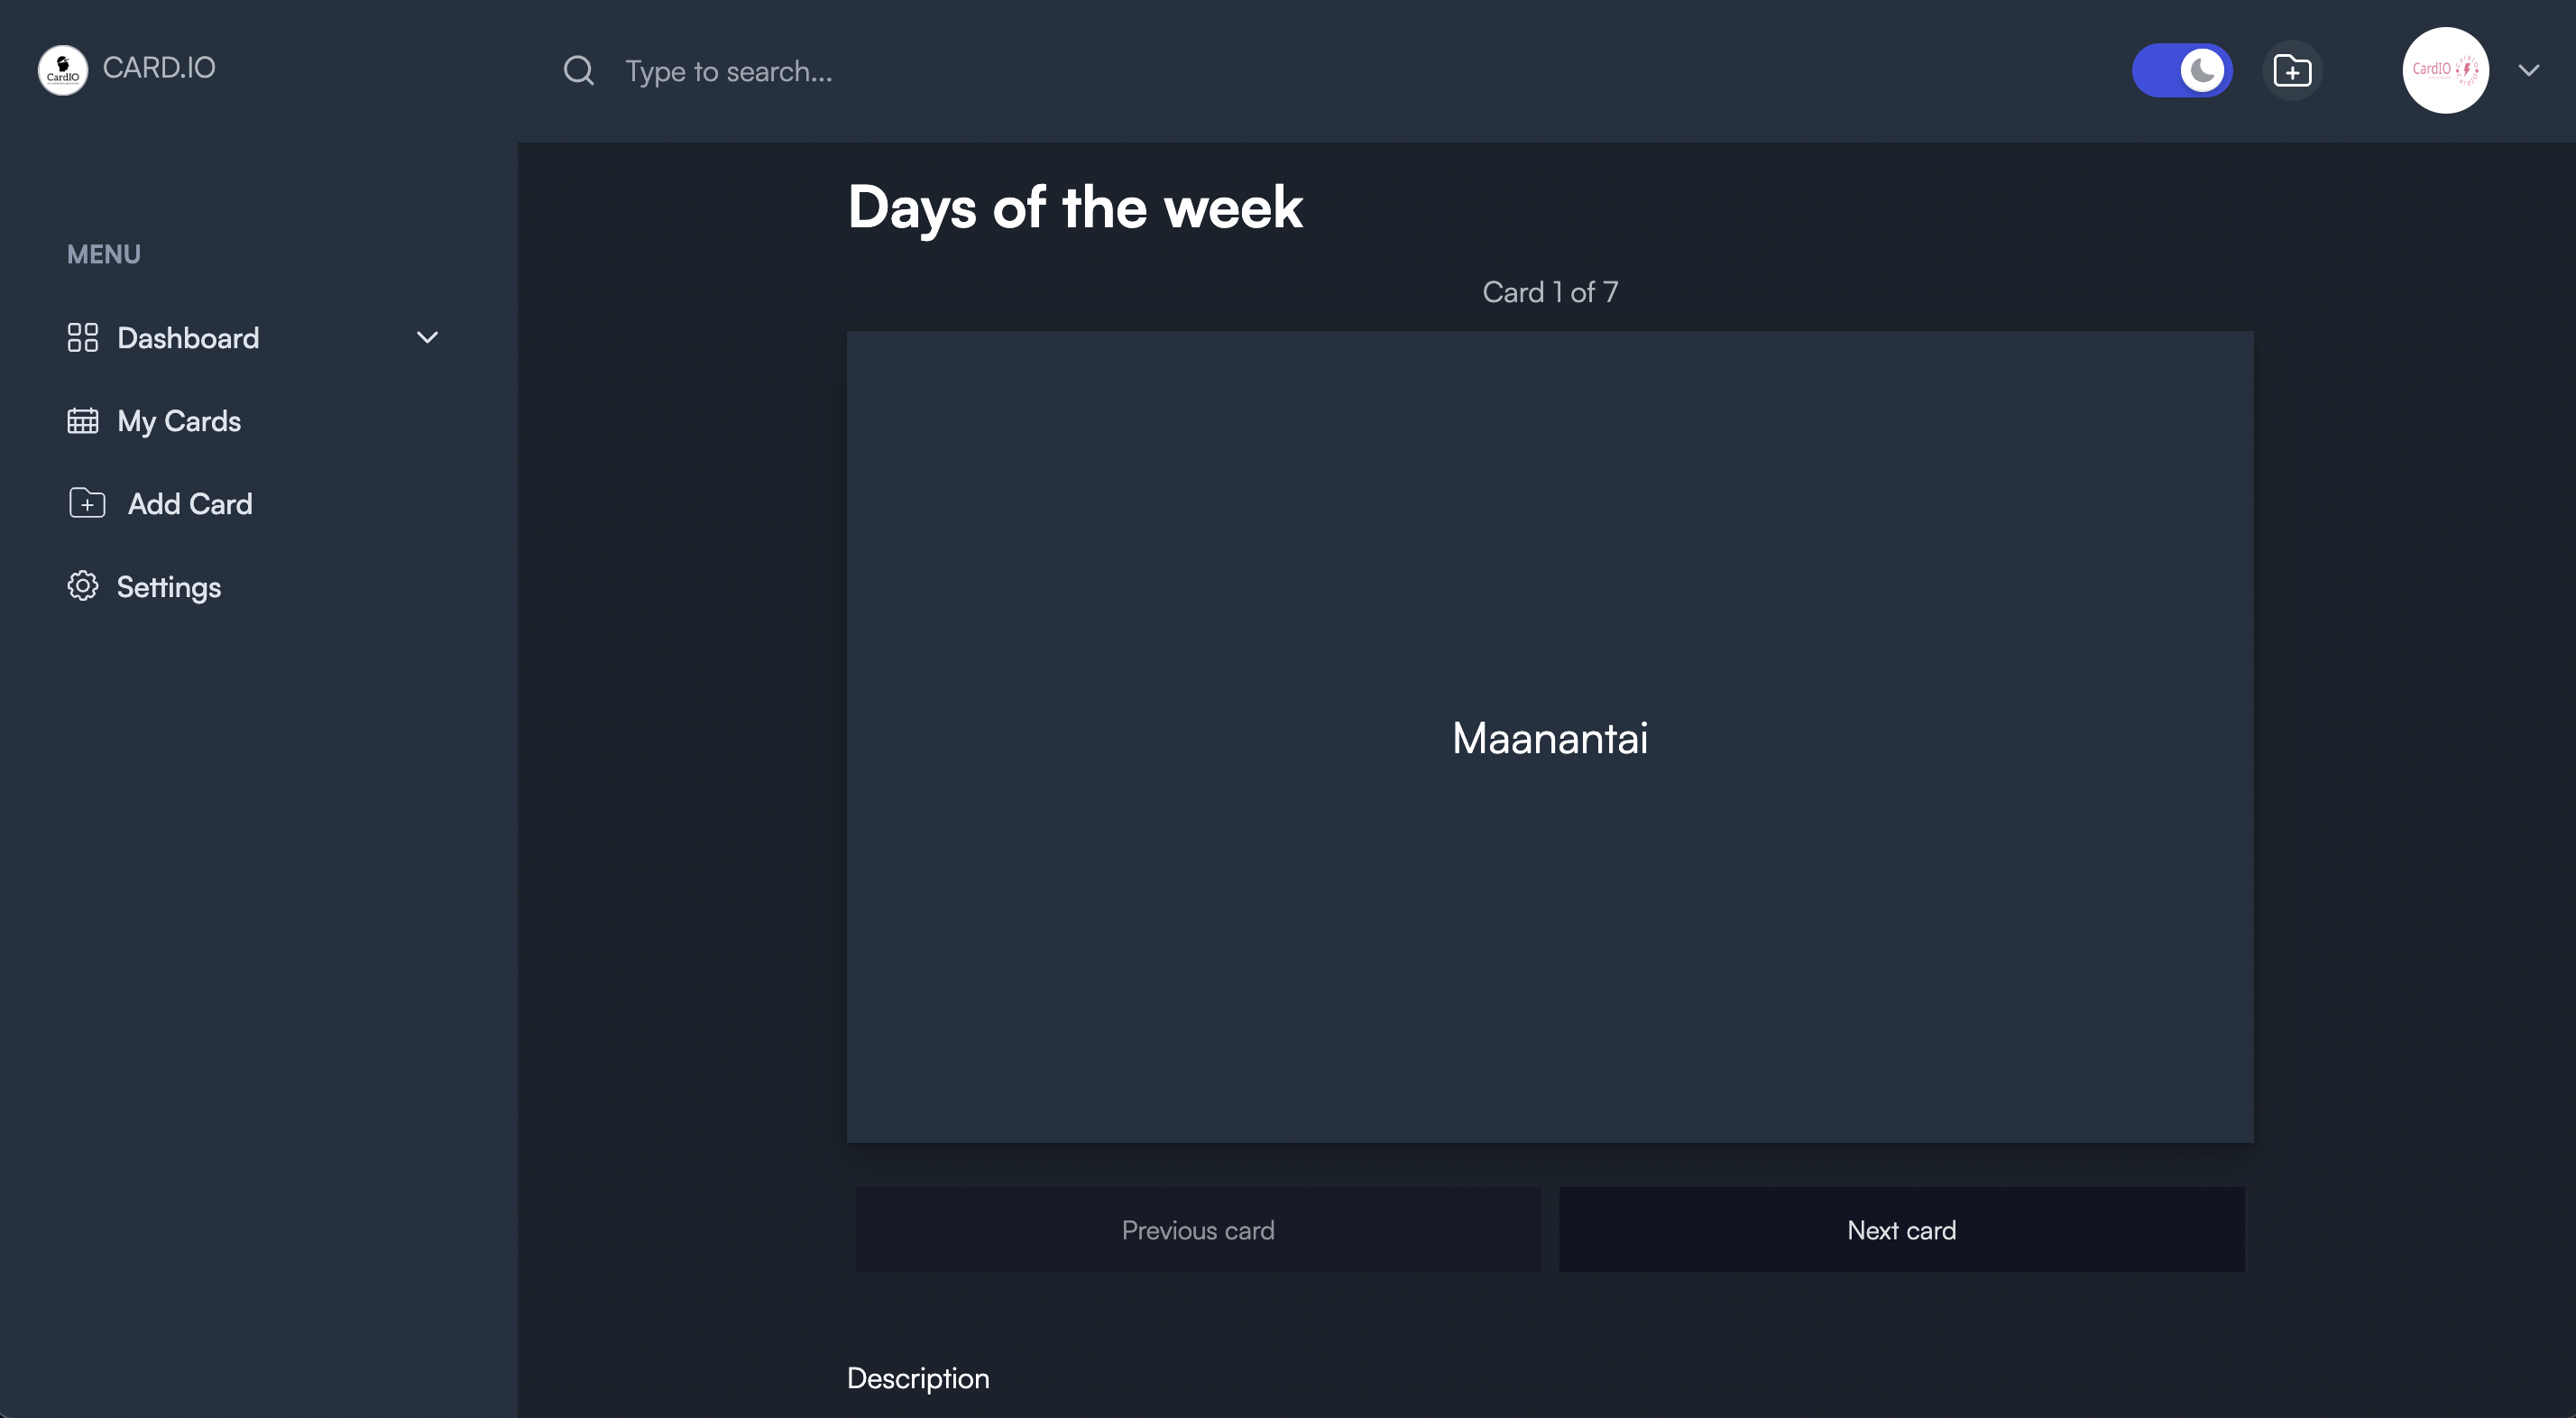 CardIO
CARD.IO
Type to search...
CardIO
MENU
Dashboard
My Cards
Add Card
Settings
Days of the week
Card 1 of 7
Maanantai
Previous card
Next card
Description